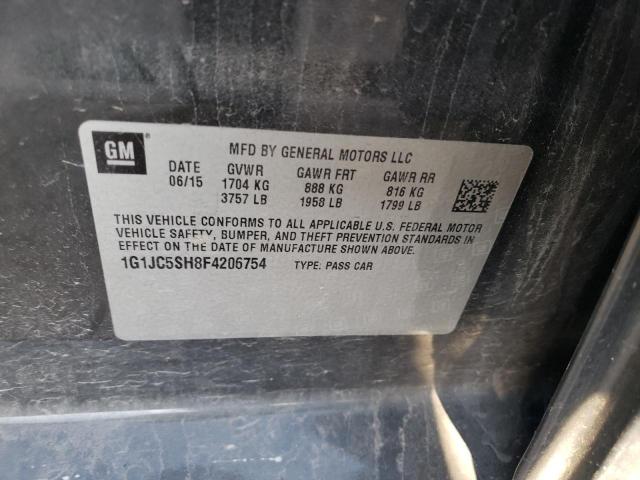 GM
MFD BY GENERAL MOTORS LLC
DATE GVWR GAWR FRT GAWR RR
06/15 1704 KG 888 KG 816 KG
3757 LB 1958 LB 1799 LB
THIS VEHICLE CONFORMS TO ALL APPLICABLE U.S. FEDERAL MOTOR
VEHICLE SAFETY, BUMPER, AND THEFT PREVENTION STANDARDS IN
EFFECT ON THE DATE OF MANUFACTURE SHOWN ABOVE.
1G1JC5SH8F4206754 TYPE: PASS CAR